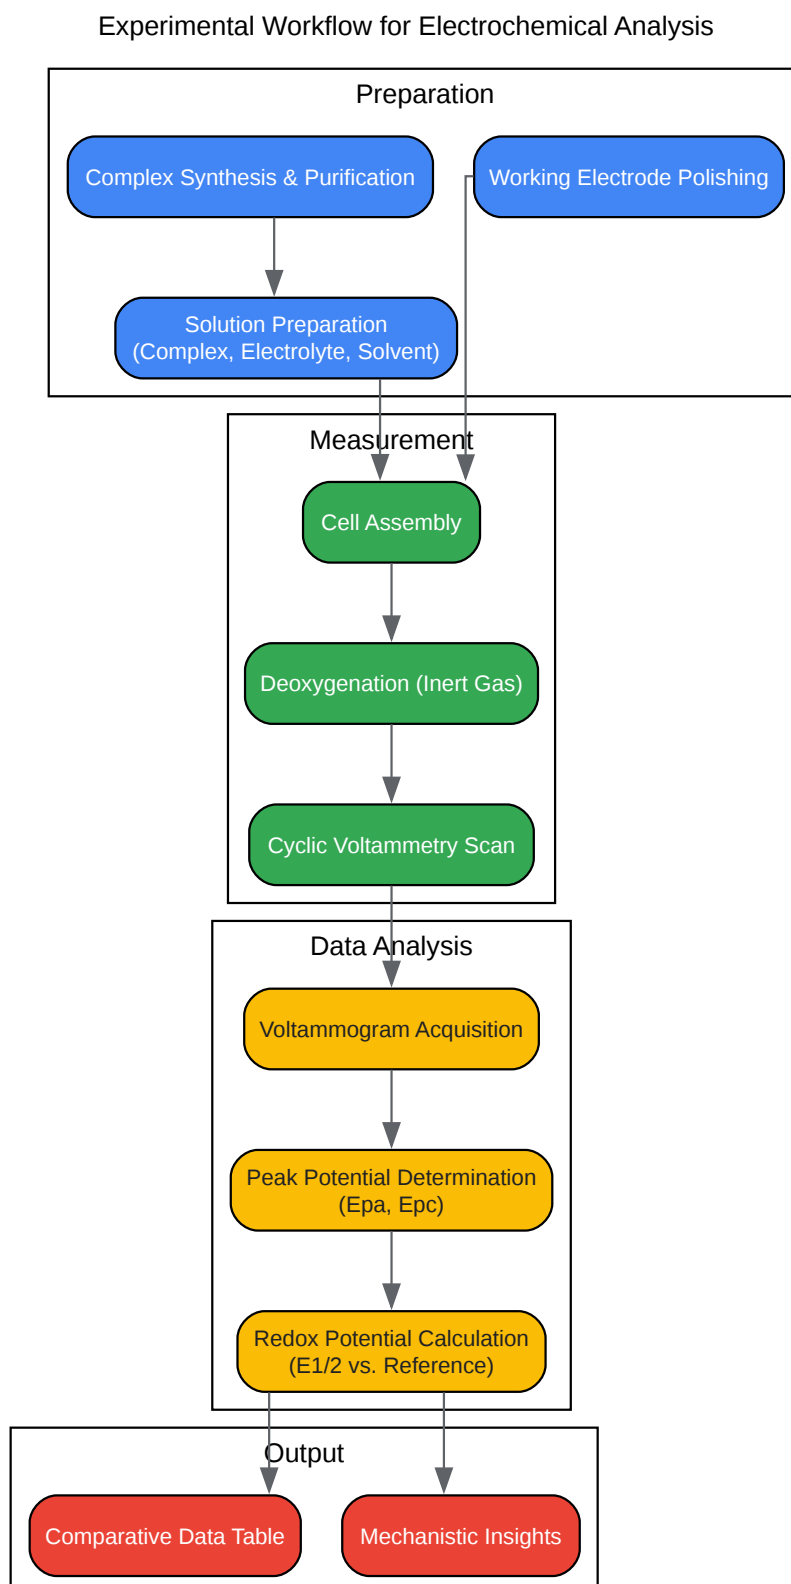 Experimental Workflow for Electrochemical Analysis
Preparation
Complex Synthesis & Purification
Working Electrode Polishing
Solution Preparation
(Complex, Electrolyte, Solvent)
Measurement
Cell Assembly
Deoxygenation (Inert Gas)
Cyclic Voltammetry Scan
Data Analysis
Voltammogram Acquisition
Peak Potential Determination
(Epa, Epc)
Redox Potential Calculation
(E1/2 vs. Reference)
Output
Comparative Data Table
Mechanistic Insights